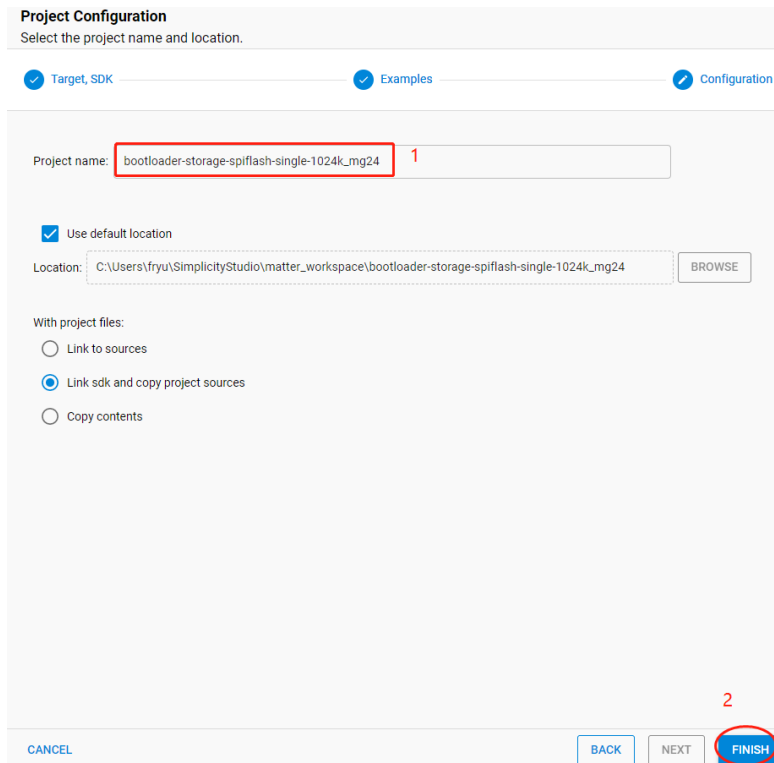 Project Configuration
Select the project name and location.
Target, SDK
Examples
Configuration
Project name: bootloader-storage-spiflash-single-1024k_mg24 1
Use default location
Location: C:\Users\fryu\SimplicityStudio\matter_workspace\bootloader-storage-spiflash-single-1024k_mg24 BROWSE
With project files:
Link to sources
Link sdk and copy project sources
Copy contents
2
CANCEL BACK NEXT FINISH